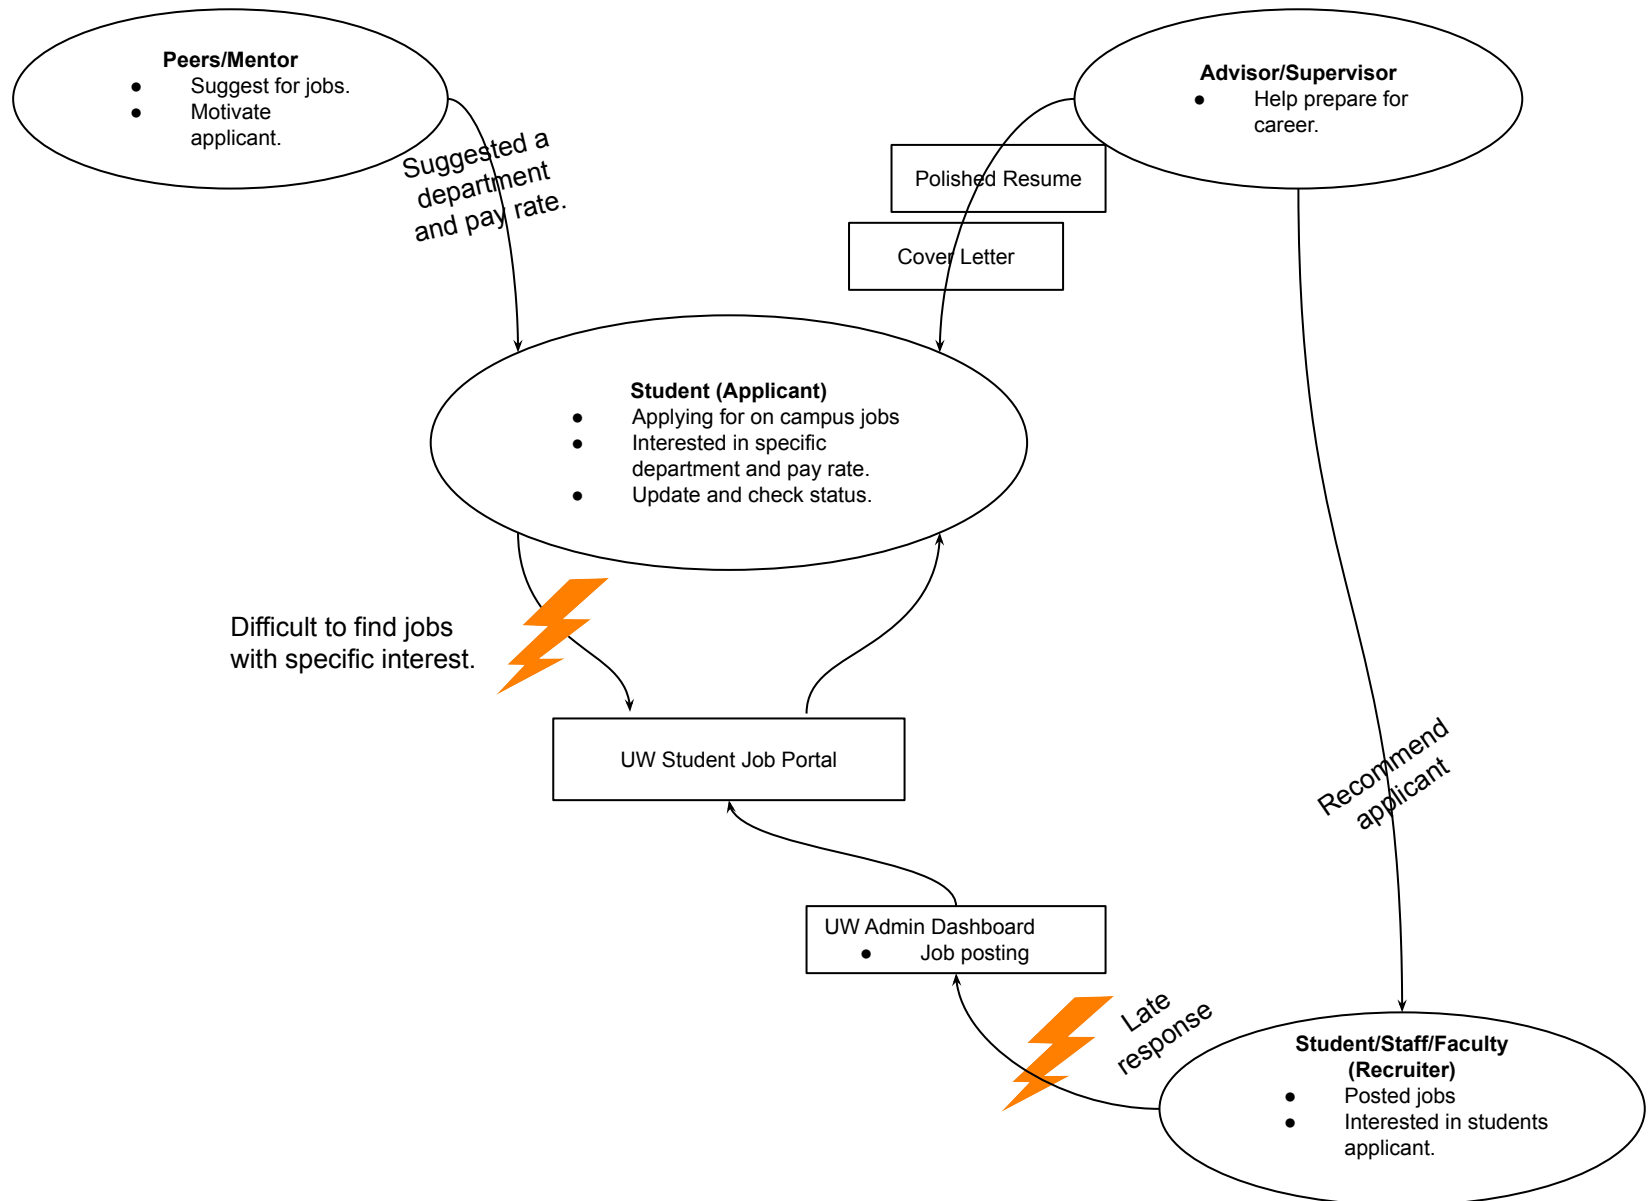 Peers/Mentor
● Suggest for jobs.
● Motivate
applicant.
Advisor/Supervisor
● Help prepare for
career.
Suggested a
department
and pay rate.
Polished Resume
Cover Letter
Student (Applicant)
● Applying for on campus jobs
● Interested in specific
department and pay rate.
● Update and check status.
Difficult to find jobs
with specific interest.
UW Student Job Portal
Recommend
applicant
UW Admin Dashboard
● Job posting
Late
response
Student/Staff/Faculty
(Recruiter)
● Posted jobs
● Interested in students
applicant.